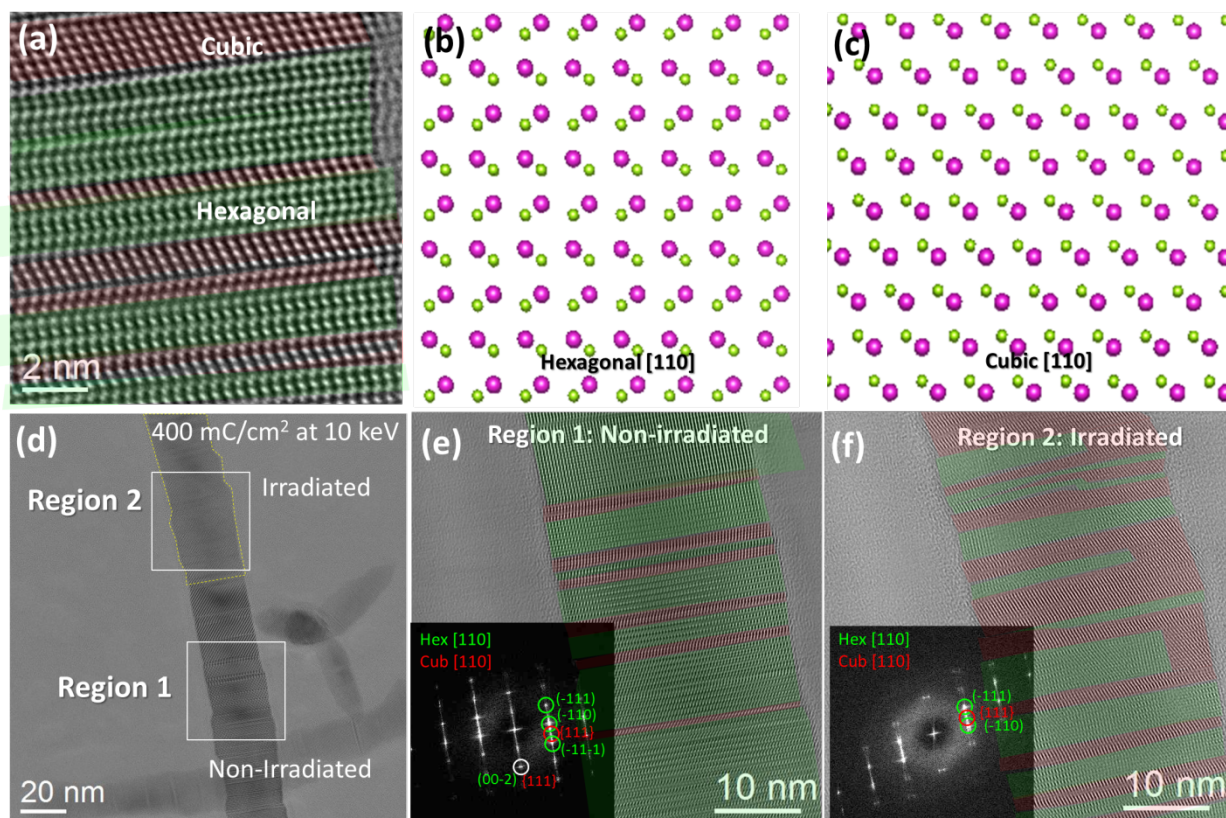 (a)
Cubic
Hexagonal
2 nm
(b)
Hexagonal [110]
(c)
Cubic [110]
(d)
400 mC/cm² at 10 keV
Region 2
Irradiated
Region 1
Non-Irradiated
20 nm
(e)
Region 1: Non-irradiated
Hex [110]
Cub [110]
(-111)
(-110)
(111)
(-11-1)
(00-2) (111)
10 nm
(f)
Region 2: Irradiated
Hex [110]
Cub [110]
(-111)
(111)
(-110)
10 nm